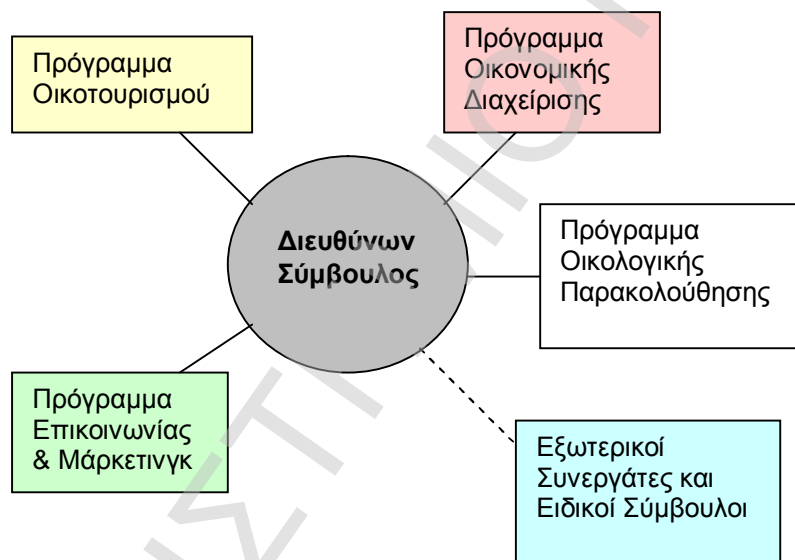 Πρόγραμμα
Οικοτουρισμού
Πρόγραμμα
Οικονομικής
Διαχείρισης
Διευθύνων
Σύμβουλος
Πρόγραμμα
Οικολογικής
Παρακολούθησης
Πρόγραμμα
Επικοινωνίας
& Μάρκετινγκ
Εξωτερικοί
Συνεργάτες και
Ειδικοί Σύμβουλοι